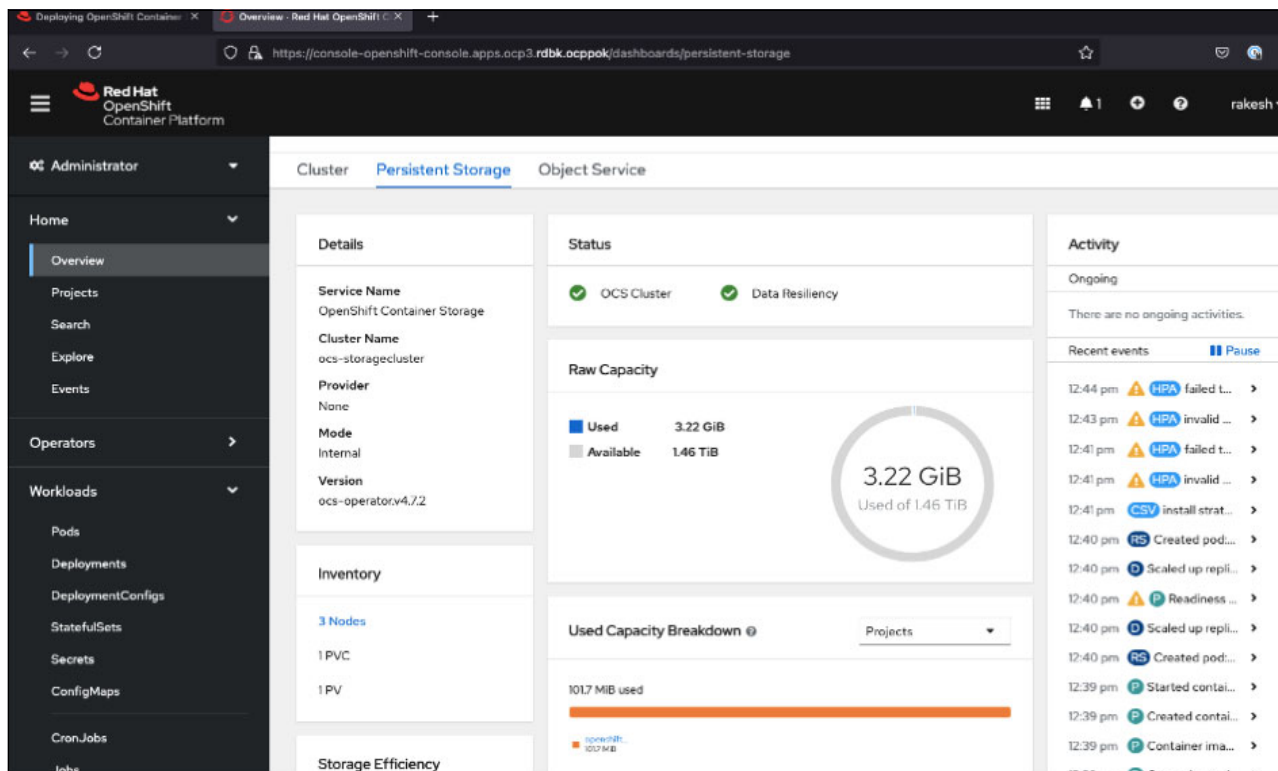 Deploying OpenShift Container
Overview · Red Hat OpenShift C
https://console-openshift-console.apps.ocp3.rdbk.ocppok/dashboards/persistent-storage
Red Hat
OpenShift
Container Platform
1
rakesh
Administrator
Home
Overview
Projects
Search
Explore
Events
Operators
Workloads
Pods
Deployments
DeploymentConfigs
StatefulSets
Secrets
ConfigMaps
CronJobs
Jobs
Cluster Persistent Storage Object Service
Details
Service Name
OpenShift Container Storage
Cluster Name
ocs-storagecluster
Provider
None
Mode
Internal
Version
ocs-operator.v4.7.2
Inventory
3 Nodes
1 PVC
1 PV
Storage Efficiency
Status
OCS Cluster Data Resiliency
Raw Capacity
Used 3.22 GiB
Available 1.46 TiB
3.22 GiB
Used of 1.46 TiB
Used Capacity Breakdown
Projects
101.7 MiB used
openshift...
101.7 MiB
Activity
Ongoing
There are no ongoing activities.
Recent events Pause
12:44 pm HPA failed t...
12:43 pm HPA invalid ...
12:41 pm HPA failed t...
12:41 pm HPA invalid ...
12:41 pm CSV install strat...
12:40 pm RS Created pod:...
12:40 pm D Scaled up repli...
12:40 pm P Readiness ...
12:40 pm D Scaled up repli...
12:40 pm RS Created pod:...
12:39 pm P Started contai...
12:39 pm P Created contai...
12:39 pm P Container ima...